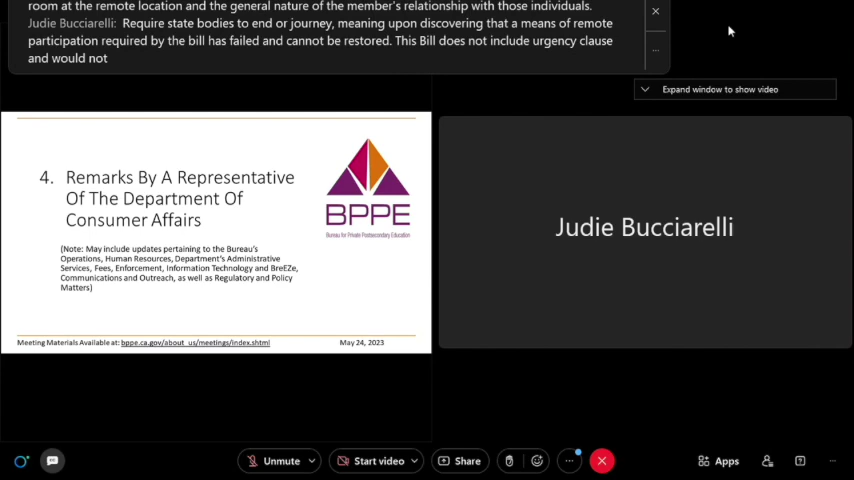 room at the remote location and the general nature of the member's relationship with those individuals.
Judie Bucciarelli: Require state bodies to end or journey, meaning upon discovering that a means of remote
participation required by the bill has failed and cannot be restored. This Bill does not include urgency clause
and would not
Expand window to show video
4. Remarks By A Representative
Of The Department Of
Consumer Affairs
(Note: May include updates pertaining to the Bureau's
Operations, Human Resources, Department's Administrative
Services, Fees, Enforcement, Information Technology and BreEZe,
Communications and Outreach, as well as Regulatory and Policy
Matters)
BPPE
Bureau for Private Postsecondary Education
Meeting Materials Available at: bppe.ca.gov/about_us/meetings/index.shtml
May 24, 2023
Judie Bucciarelli
Unmute
Start video
Share
Apps